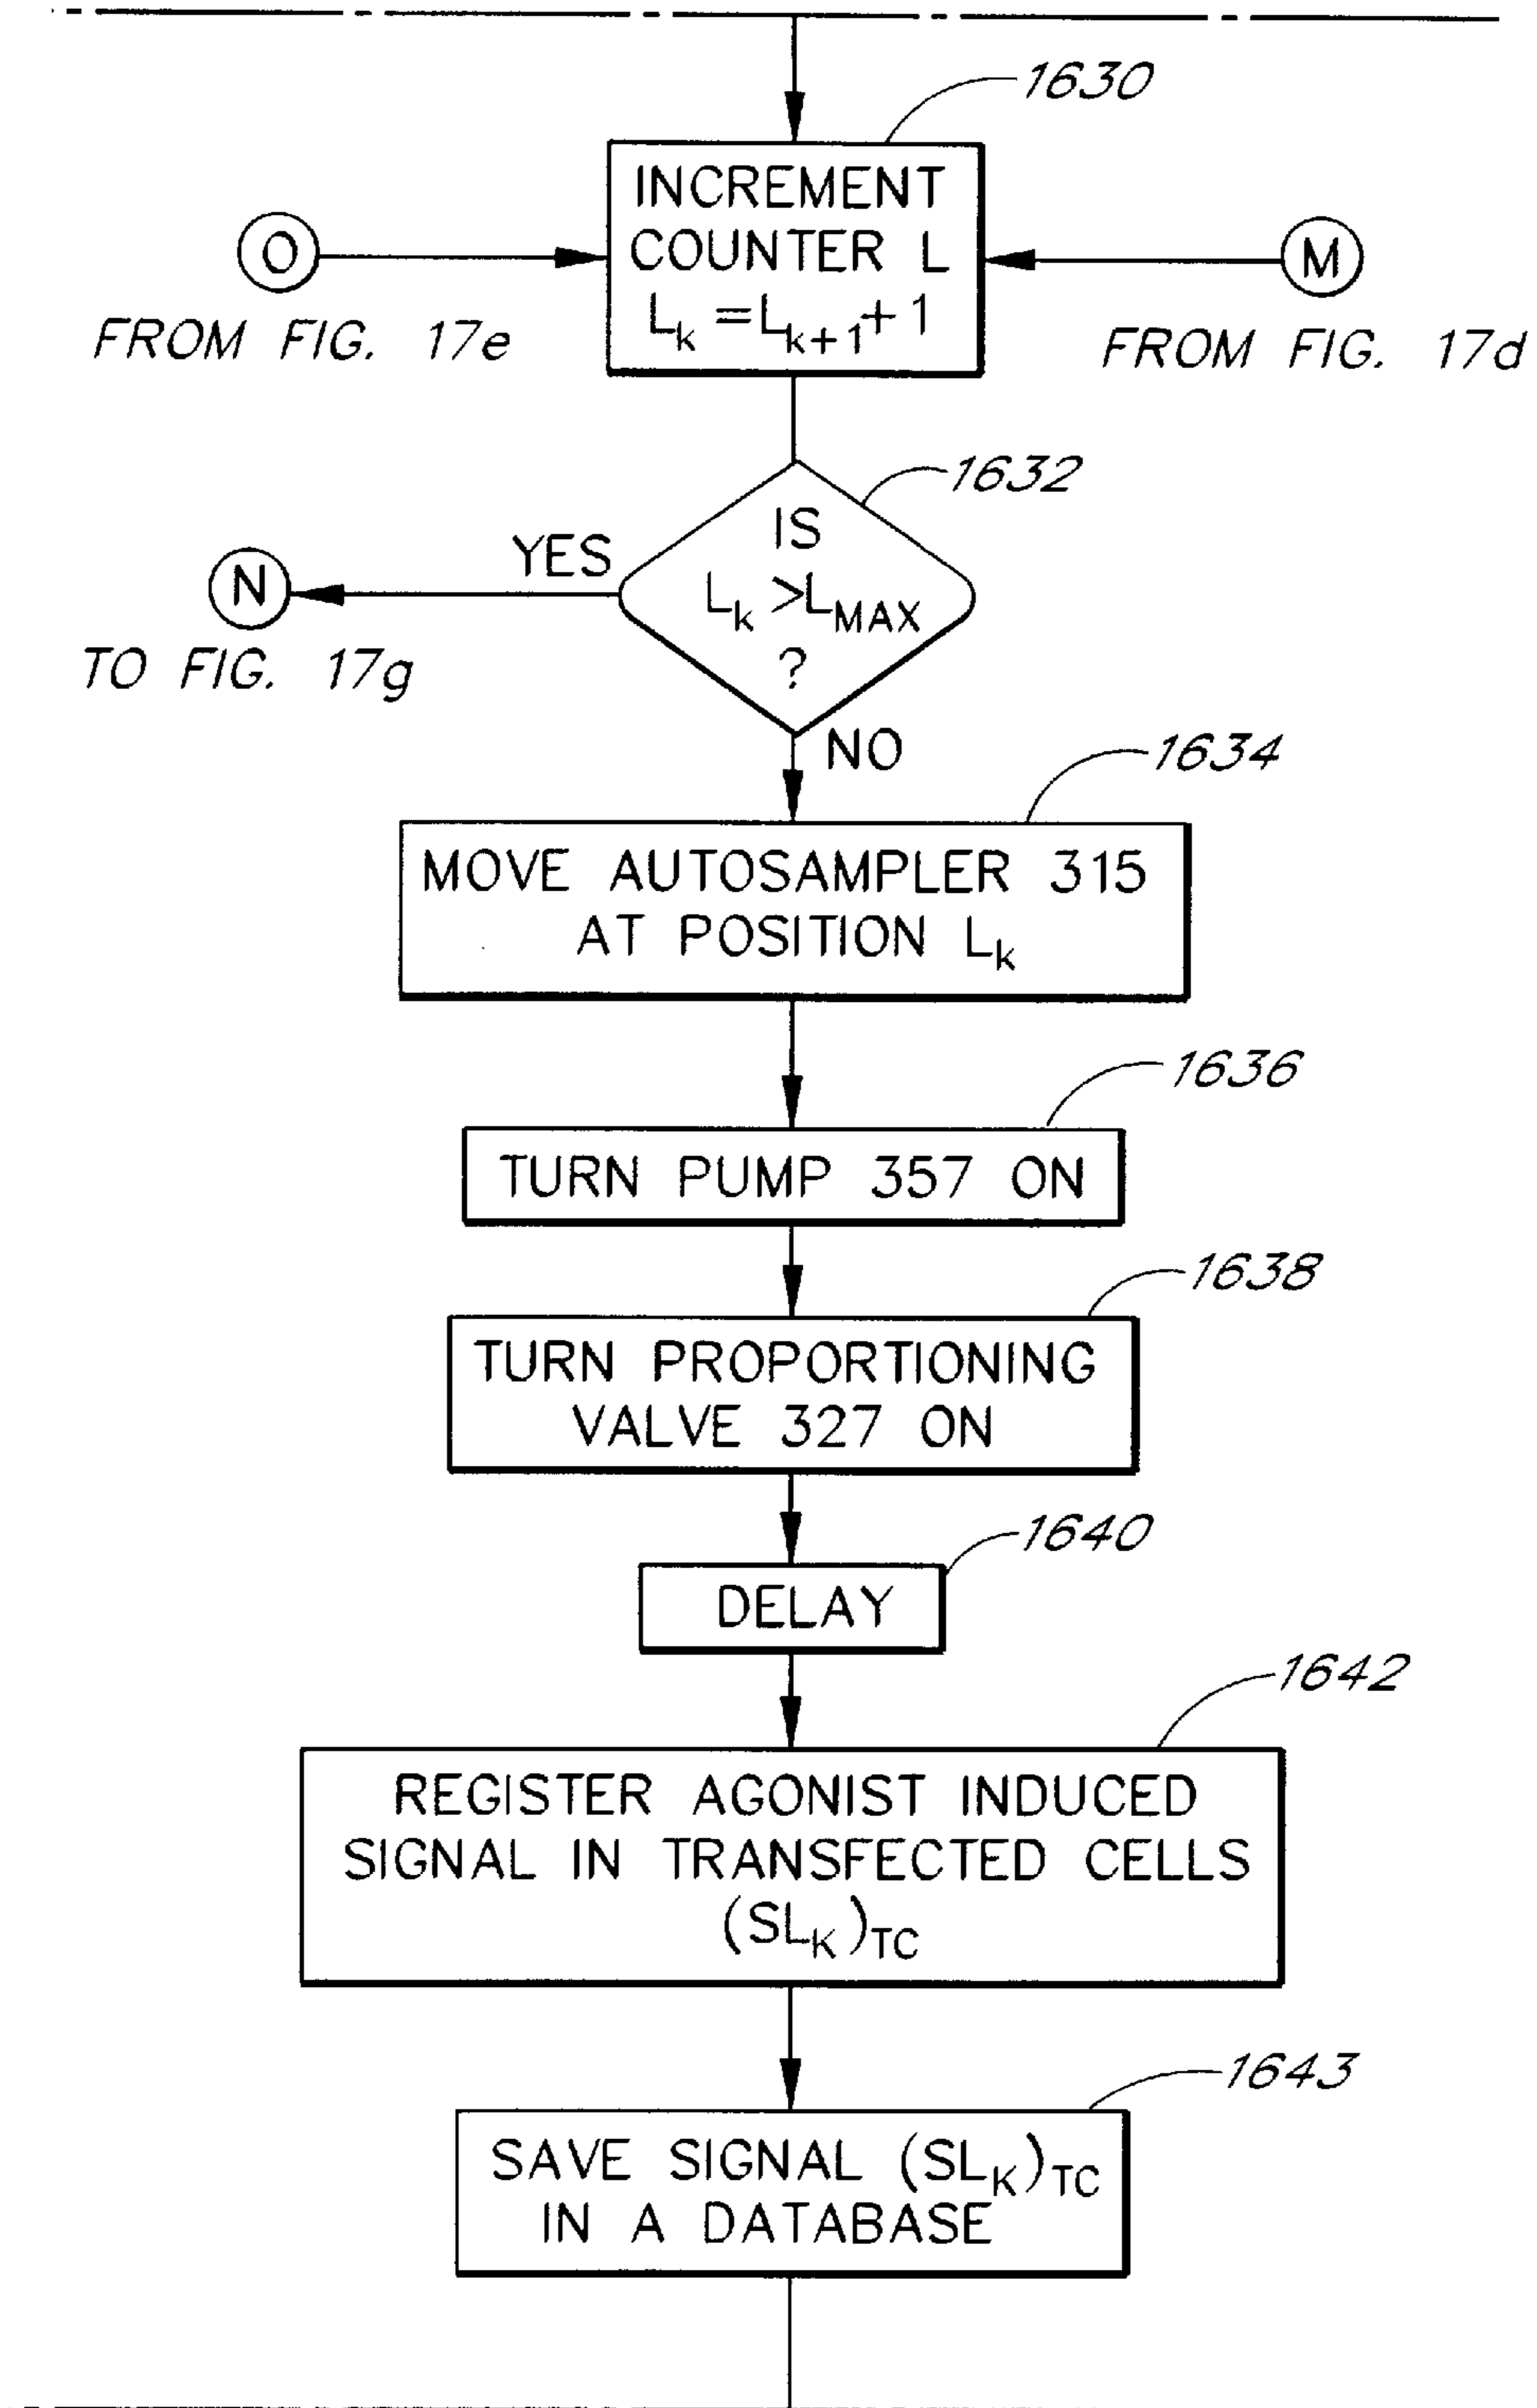 1630
INCREMENT
COUNTER L
L_k = L_{k+1} + 1
O
FROM FIG. 17e
M
FROM FIG. 17d
1632
IS
L_k > L_MAX
?
YES
N
TO FIG. 17g
NO
1634
MOVE AUTOSAMPLER 315
AT POSITION L_k
1636
TURN PUMP 357 ON
1638
TURN PROPORTIONING
VALVE 327 ON
1640
DELAY
1642
REGISTER AGONIST INDUCED
SIGNAL IN TRANSFECTED CELLS
(SL_K)_TC
1643
SAVE SIGNAL (SL_K)_TC
IN A DATABASE